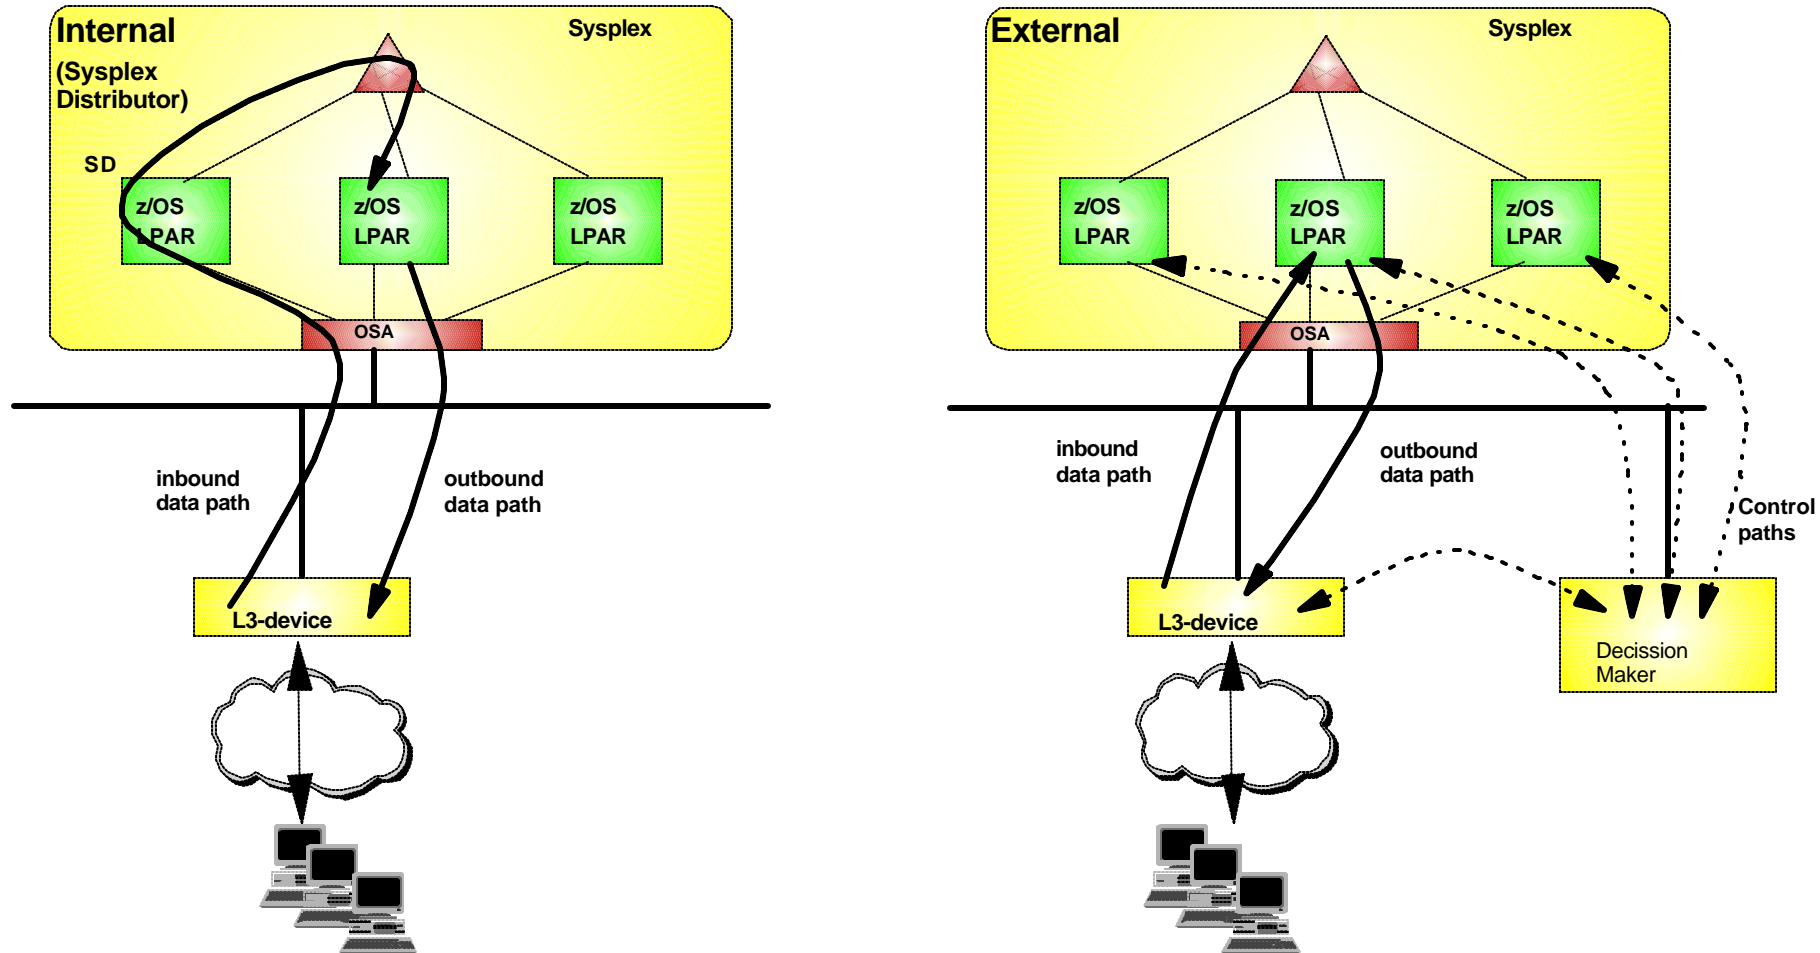 Internal
(Sysplex
Distributor)
Sysplex
SD
z/OS
LPAR
z/OS
LPAR
z/OS
LPAR
OSA
inbound
data path
outbound
data path
L3-device
External
Sysplex
z/OS
LPAR
z/OS
LPAR
z/OS
LPAR
OSA
inbound
data path
outbound
data path
Control
paths
L3-device
Decission
Maker